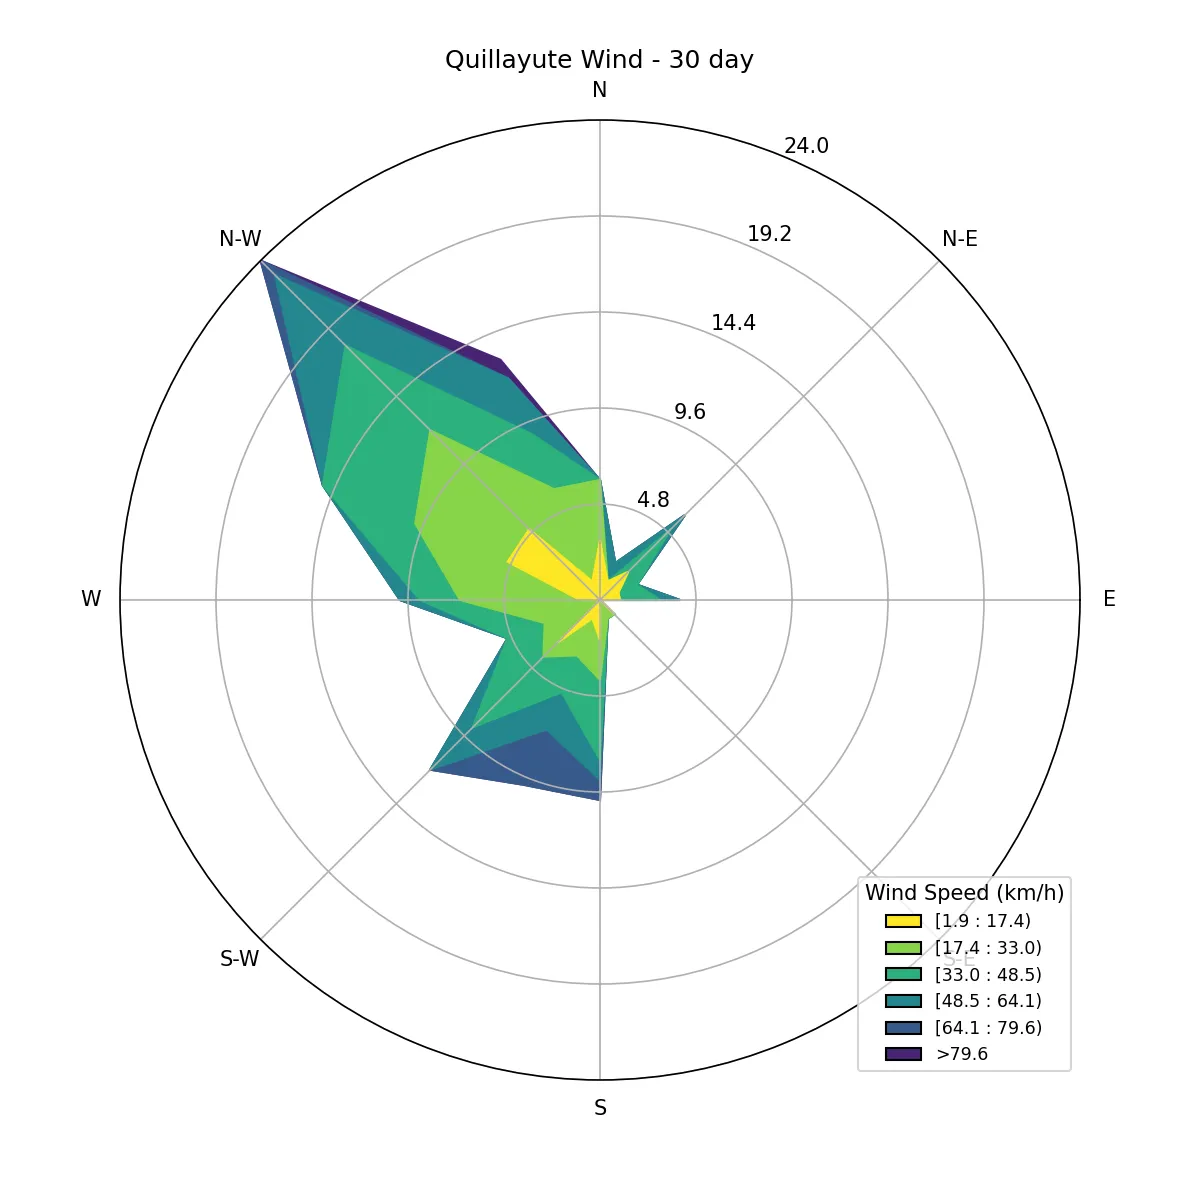 Quillayute Wind - 30 day
N
24.0
19.2
N-W
N-E
14.4
9.6
4.8
W
E
S-W
S-E
S
Wind Speed (km/h)
[1.9 : 17.4)
[17.4 : 33.0)
[33.0 : 48.5)
[48.5 : 64.1)
[64.1 : 79.6)
>79.6